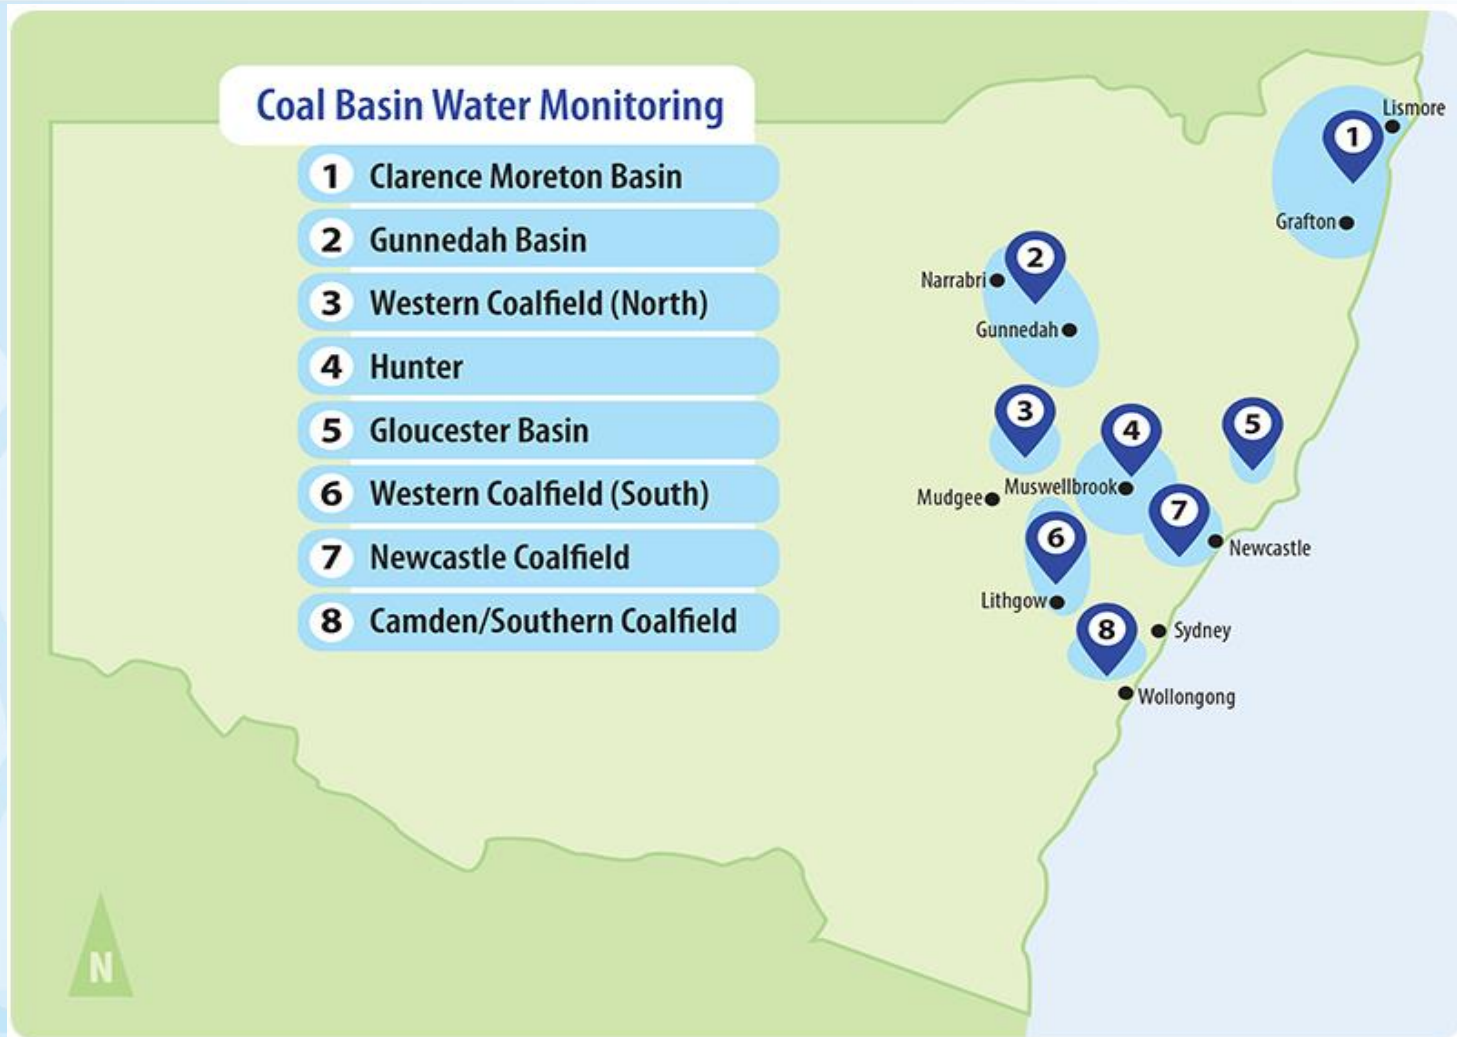 Coal Basin Water Monitoring
1 Clarence Moreton Basin
2 Gunnedah Basin
3 Western Coalfield (North)
4 Hunter
5 Gloucester Basin
6 Western Coalfield (South)
7 Newcastle Coalfield
8 Camden/Southern Coalfield
Lismore
1
Grafton
2
Narrabri
Gunnedah
3
4
5
Mudgee
Muswellbrook
7
6
Newcastle
Lithgow
8
Sydney
Wollongong
N